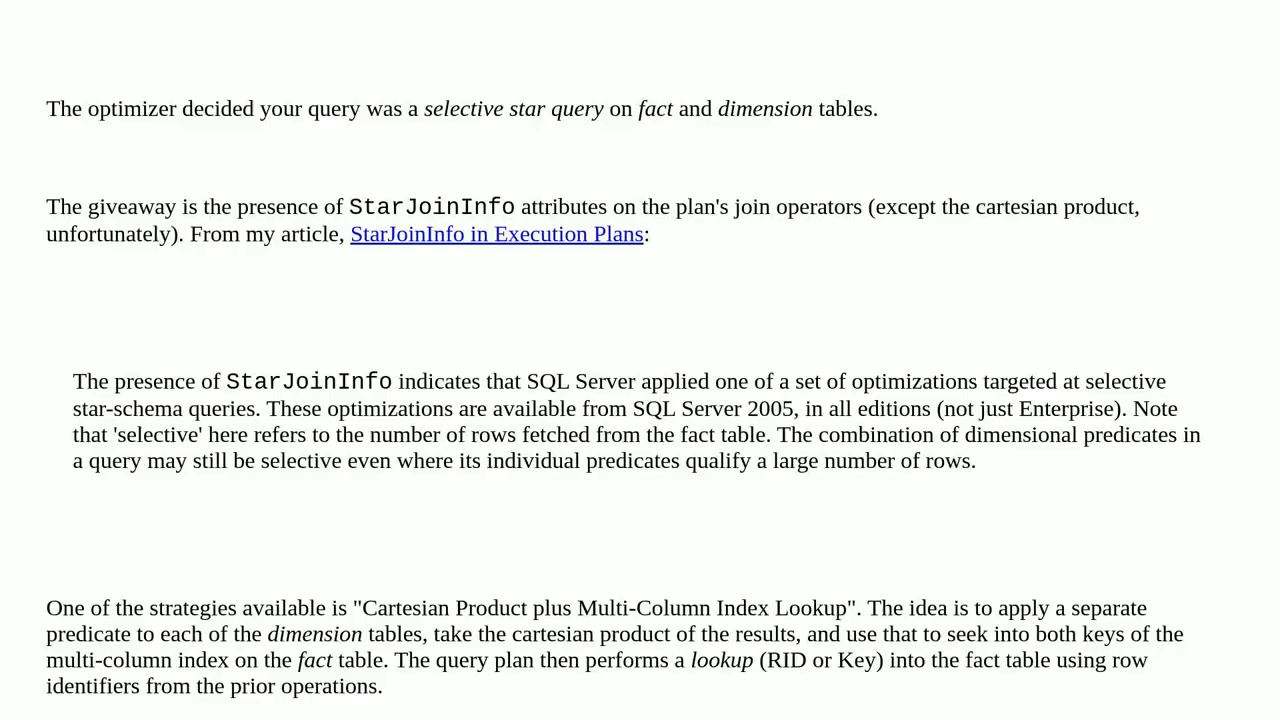 The optimizer decided your query was a selective star query on fact and dimension tables.
The giveaway is the presence of StarJoinInfo attributes on the plan's join operators (except the cartesian product,
unfortunately). From my article, StarJoinInfo in Execution Plans:
The presence of StarJoinInfo indicates that SQL Server applied one of a set of optimizations targeted at selective
star-schema queries. These optimizations are available from SQL Server 2005, in all editions (not just Enterprise). Note
that 'selective' here refers to the number of rows fetched from the fact table. The combination of dimensional predicates in
a query may still be selective even where its individual predicates qualify a large number of rows.
One of the strategies available is "Cartesian Product plus Multi-Column Index Lookup". The idea is to apply a separate
predicate to each of the dimension tables, take the cartesian product of the results, and use that to seek into both keys of the
multi-column index on the fact table. The query plan then performs a lookup (RID or Key) into the fact table using row
identifiers from the prior operations.